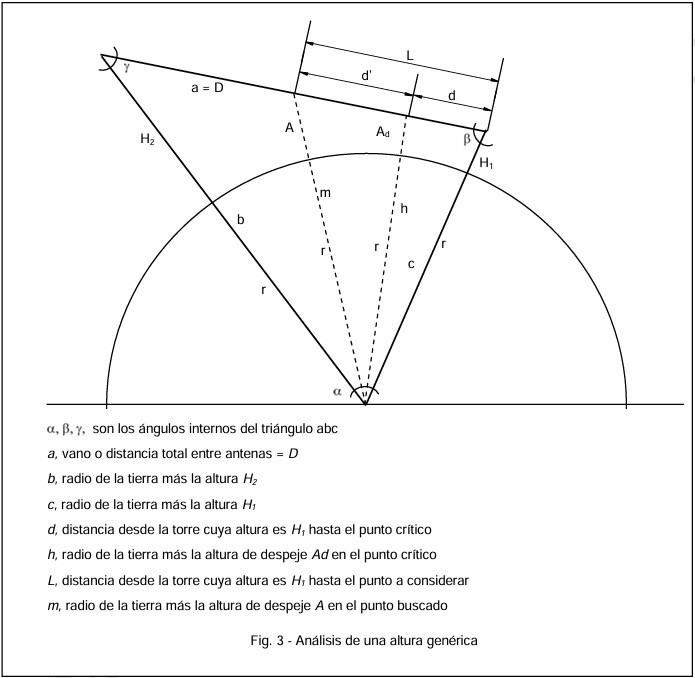 L
d'
d
γ
a = D
A
A_d
β
H₂
H₁
m
h
b
r
r
r
c
r
α
α, β, γ, son los ángulos internos del triángulo abc
a, vano o distancia total entre antenas = D
b, radio de la tierra más la altura H₂
c, radio de la tierra más la altura H₁
d, distancia desde la torre cuya altura es H₁ hasta el punto crítico
h, radio de la tierra más la altura de despeje Ad en el punto crítico
L, distancia desde la torre cuya altura es H₁ hasta el punto a considerar
m, radio de la tierra más la altura de despeje A en el punto buscado
Fig. 3 - Análisis de una altura genérica